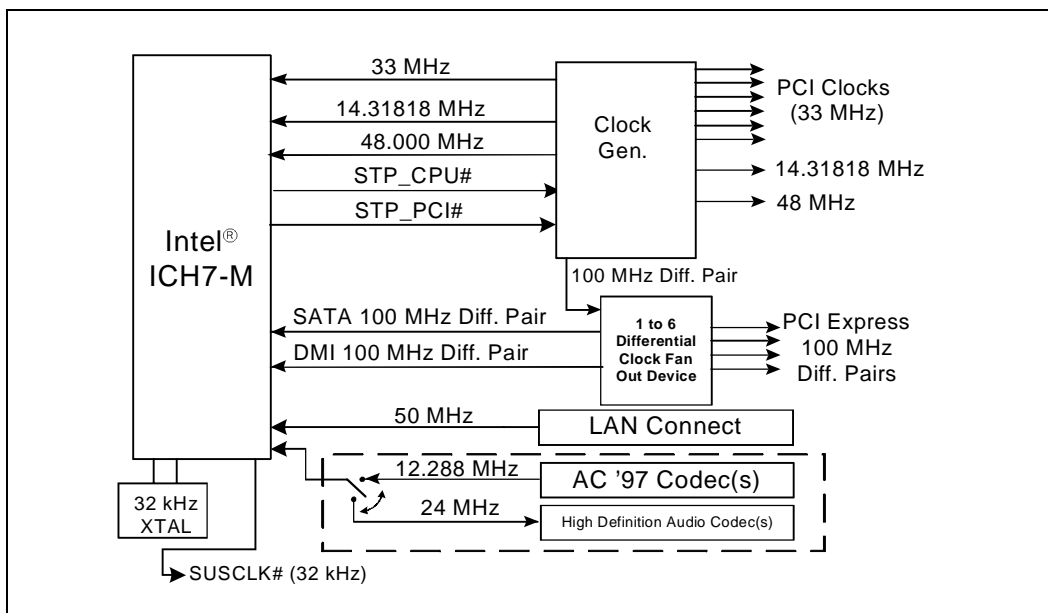 33 MHz
14.31818 MHz
48.000 MHz
STP_CPU#
STP_PCI#
Intel®
ICH7-M
Clock
Gen.
PCI Clocks
(33 MHz)
14.31818 MHz
48 MHz
100 MHz Diff. Pair
SATA 100 MHz Diff. Pair
DMI 100 MHz Diff. Pair
1 to 6
Differential
Clock Fan
Out Device
PCI Express
100 MHz
Diff. Pairs
50 MHz
LAN Connect
12.288 MHz
AC '97 Codec(s)
24 MHz
High Definition Audio Codec(s)
32 kHz
XTAL
SUSCLK# (32 kHz)